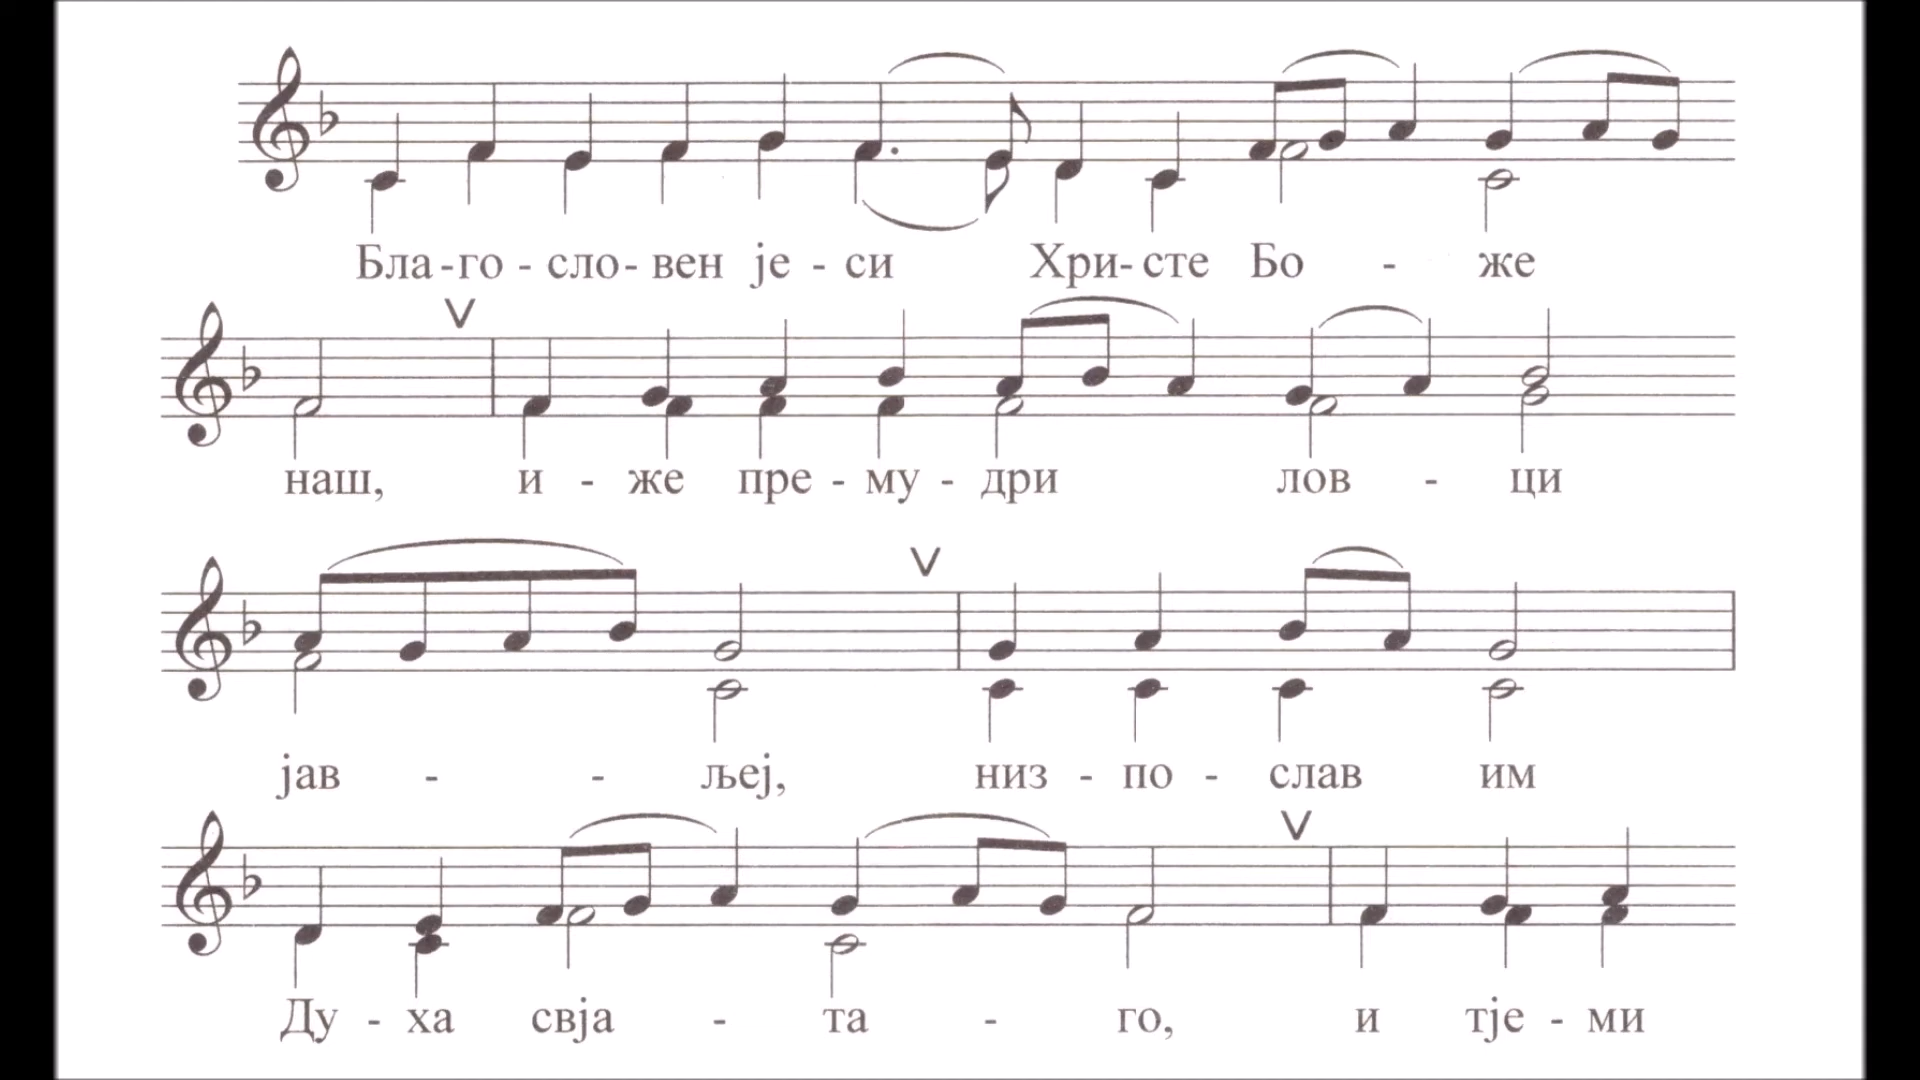 Бла-го - сло- вен је - си Хри- сте Бо - же
наш, и - же пре - му - дри лов - ци
јав - - љеј, низ - по - слав им
Ду - ха свја - та - го, и тје - ми